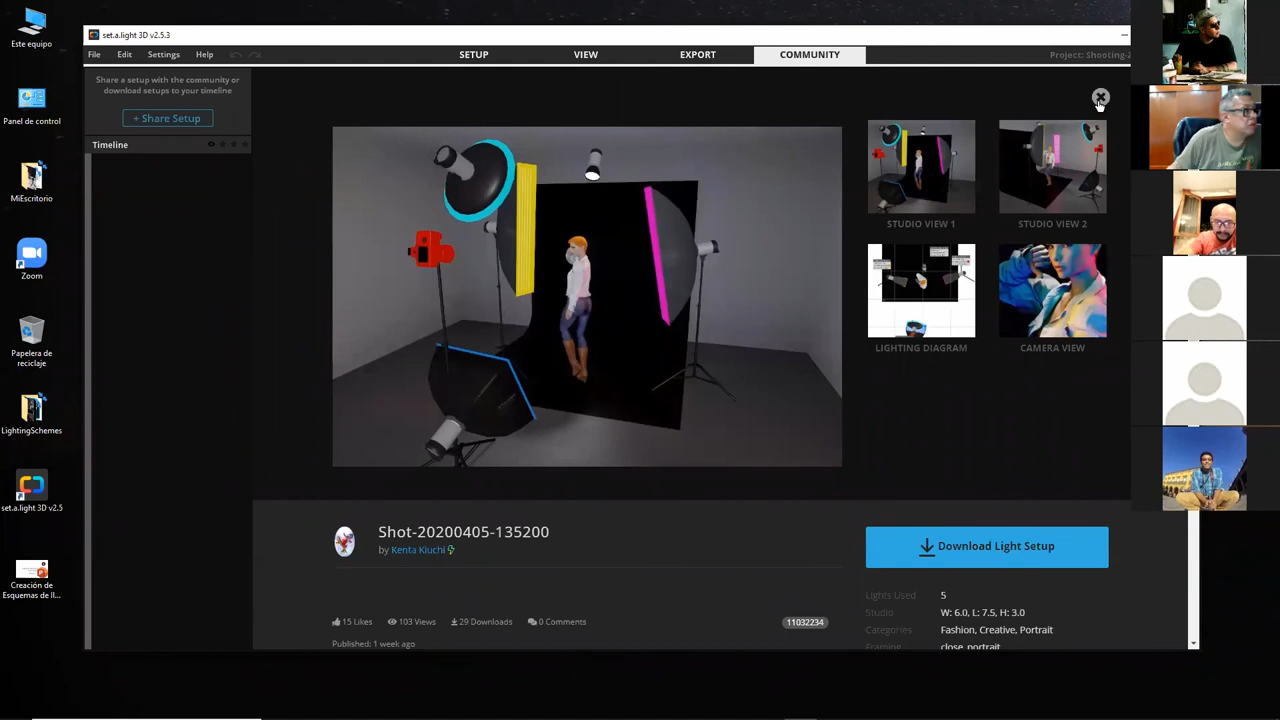 Este equipo
Panel de control
MiEscritorio
Zoom
Papelera de
reciclaje
LightingSchemes
set.a.light 3D v2.5
Creación de
Esquemas de Il...
set.a.light 3D v2.5.3
File Edit Settings Help
SETUP VIEW EXPORT COMMUNITY
Project: Shooting-2
Share a setup with the community or
download setups to your timeline
+ Share Setup
Timeline
STUDIO VIEW 1 STUDIO VIEW 2
LIGHTING DIAGRAM CAMERA VIEW
Shot-20200405-135200
by Kenta Kiuchi
Download Light Setup
15 Likes 103 Views 29 Downloads 0 Comments 11032234
Published: 1 week ago
Lights Used 5
Studio W: 6.0, L: 7.5, H: 3.0
Categories Fashion, Creative, Portrait
Framing close, portrait